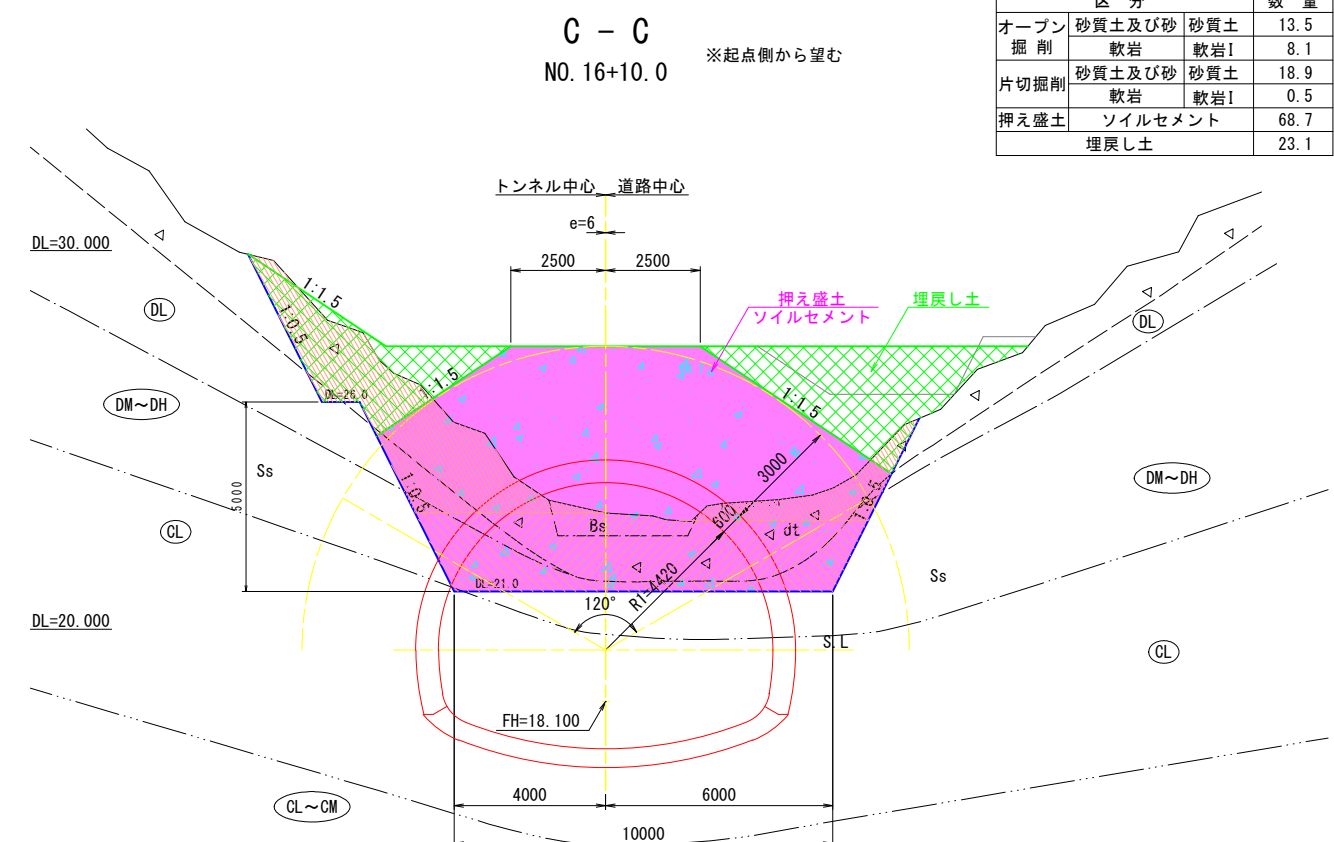 C - C
NO.16+10.0
※起点側から望む
区 分 数 量
オープン掘削 砂質土及び砂 砂質土 13.5
軟岩 軟岩I 8.1
片切掘削 砂質土及び砂 砂質土 18.9
軟岩 軟岩I 0.5
押え盛土 ソイルセメント 68.7
埋戻し土 23.1
トンネル中心 道路中心
e=6
2500 2500
DL=30.000
押え盛土
ソイルセメント
埋戻し土
1:1.5
1:0.5
DL
DL
DM~DH
DL=26.0
1:1.5
1:1.5
Ss
5000
1:0.5
3000
DM~DH
1:0.5
600
CL
Bs
dt
DL=21.0
R1=4420
Ss
120°
DL=20.000
S.L
CL
FH=18.100
4000 6000
CL~CM
10000